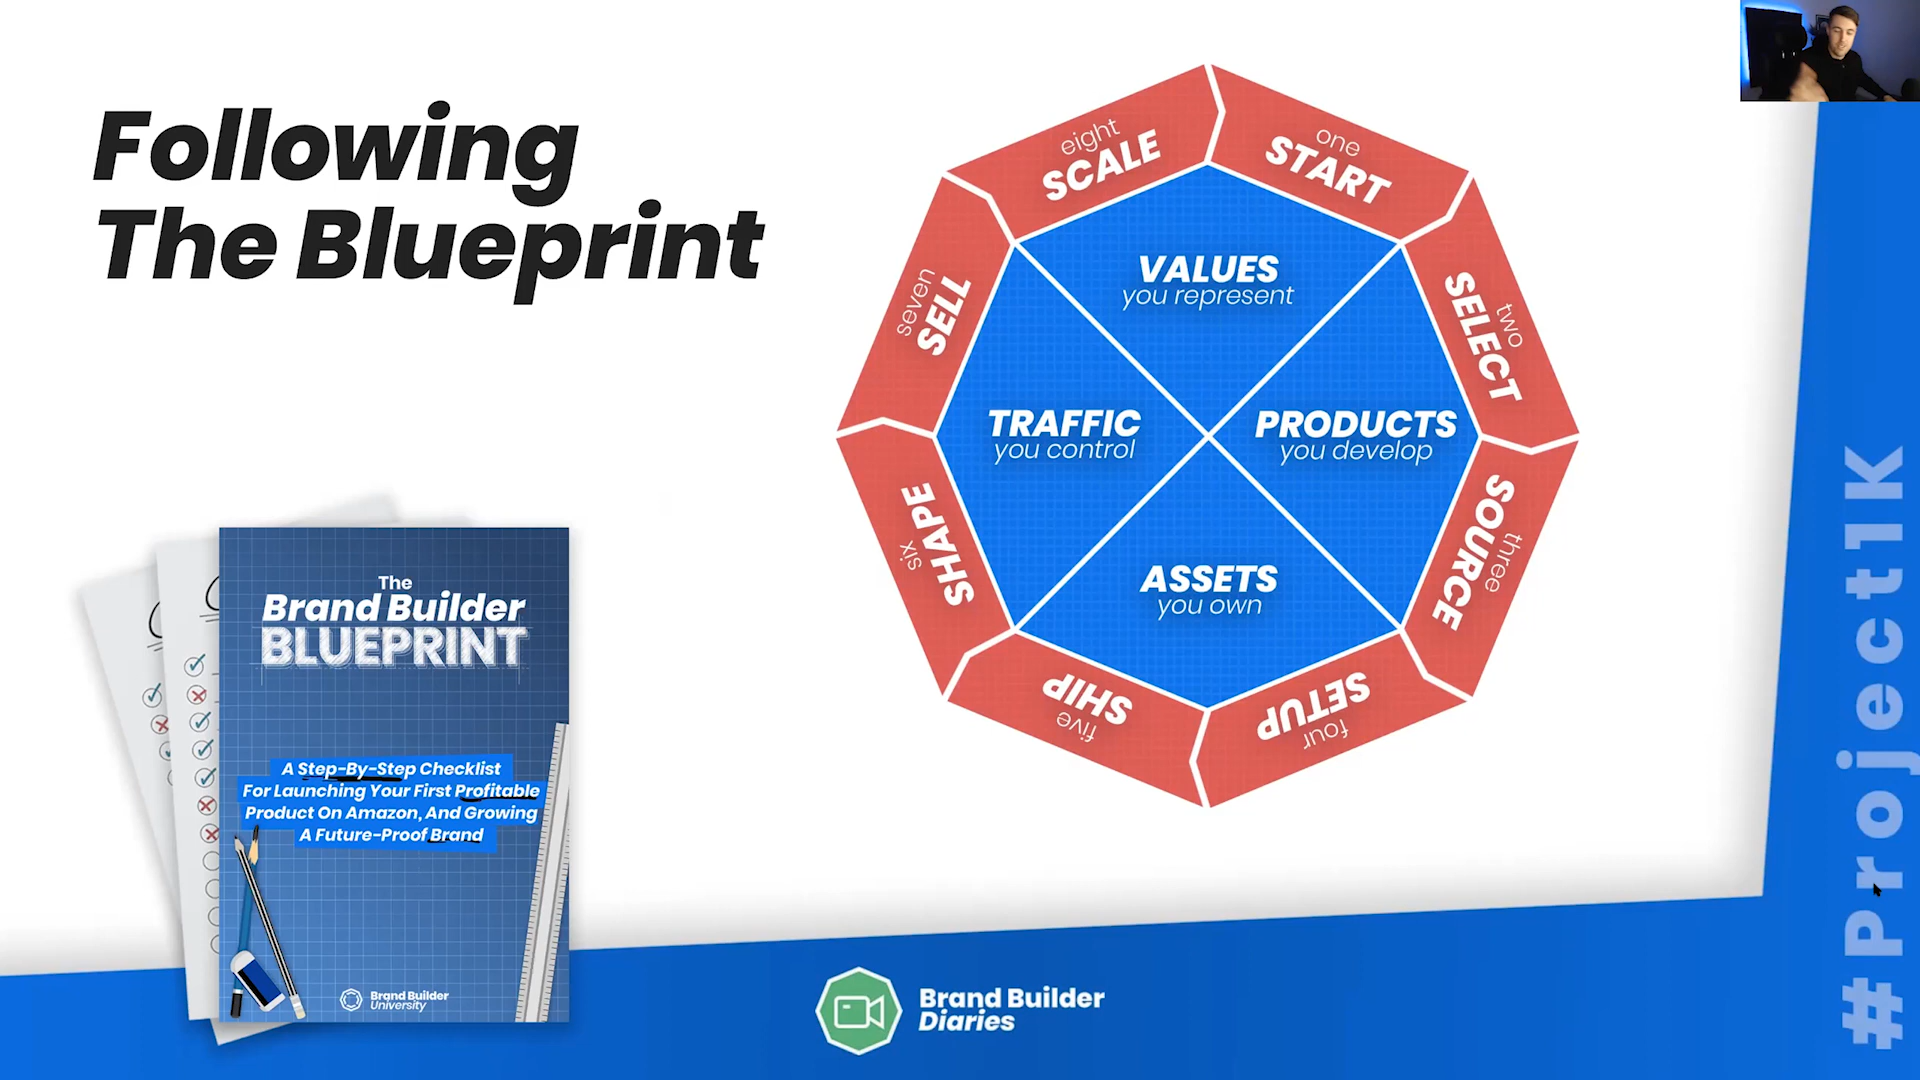 Following
The Blueprint
The
Brand Builder
BLUEPRINT
A Step-By-Step Checklist
For Launching Your First Profitable
Product On Amazon, And Growing
A Future-Proof Brand
Brand Builder
University
one
START
two
SELECT
three
SOURCE
four
SETUP
five
SHIP
six
SHAPE
seven
SELL
eight
SCALE
VALUES
you represent
PRODUCTS
you develop
ASSETS
you own
TRAFFIC
you control
Brand Builder
Diaries
#Project1K